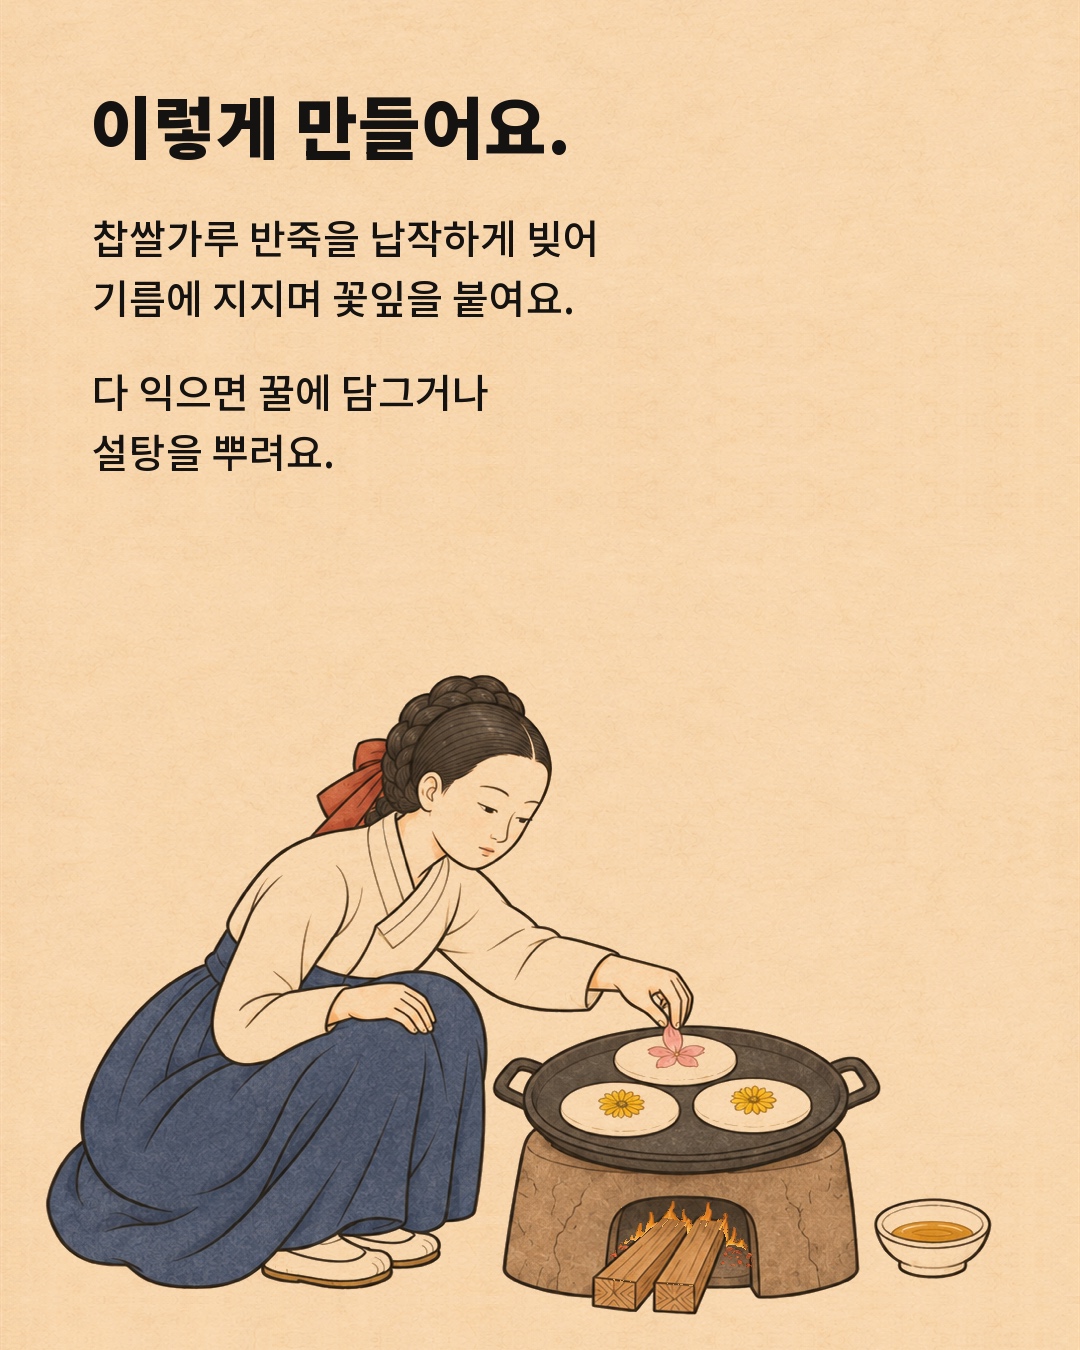 이렇게 만들어요.
찹쌀가루 반죽을 납작하게 빚어
기름에 지지며 꽃잎을 붙여요.
다 익으면 꿀에 담그거나
설탕을 뿌려요.